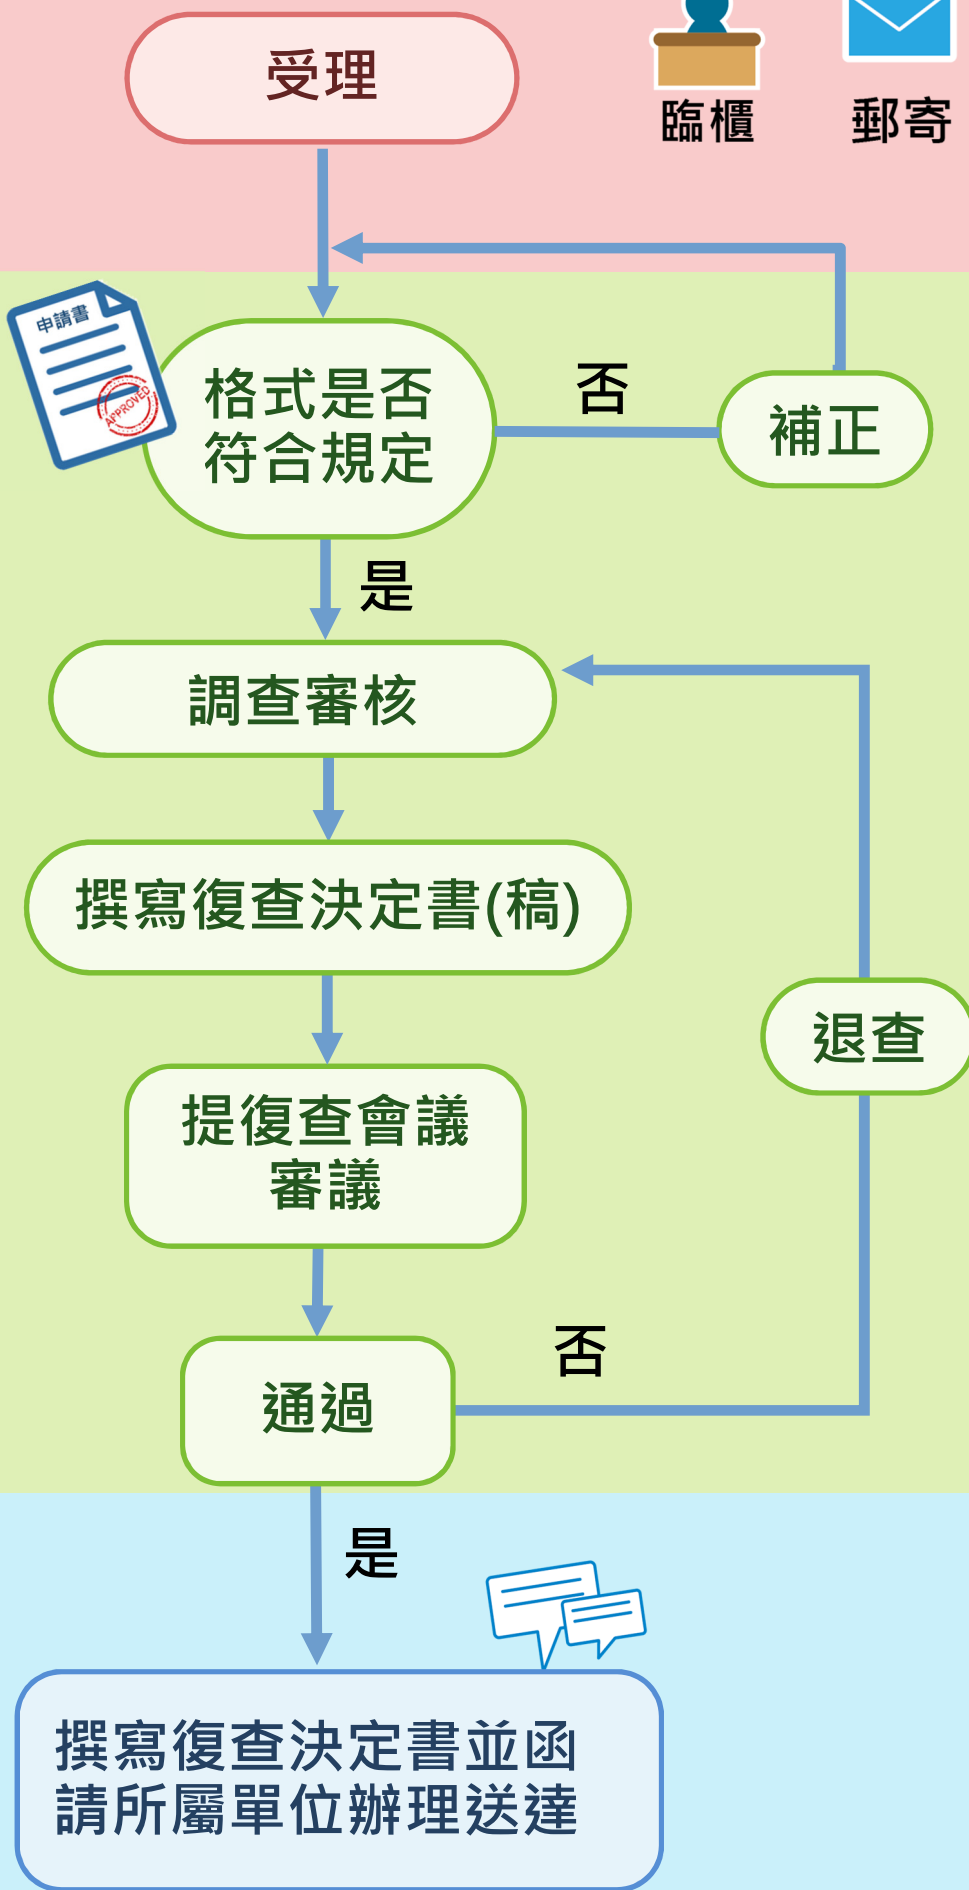 受理
臨櫃
郵寄
申請書
APPROVED
格式是否
符合規定
否
補正
是
調查審核
撰寫復查決定書(稿)
退查
提復查會議
審議
否
通過
是
撰寫復查決定書並函
請所屬單位辦理送達